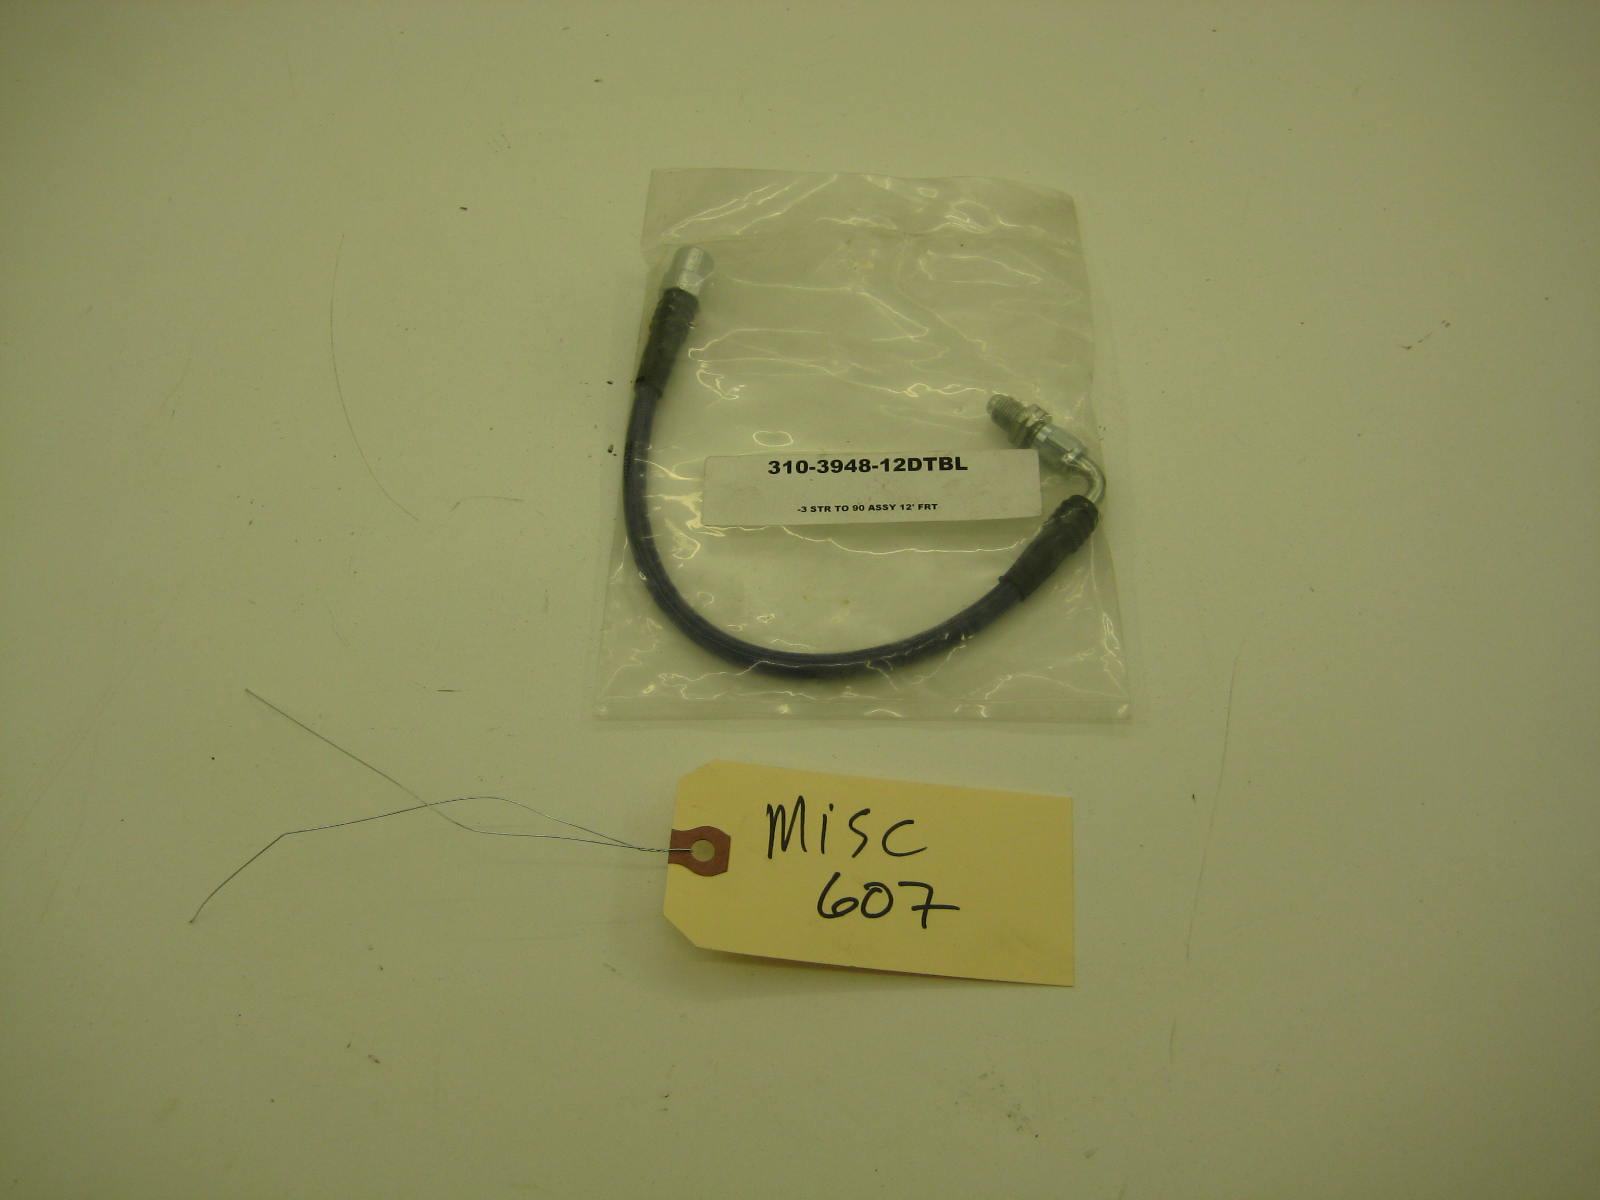 310-3948-12DTBL
-3 STR TO 90 ASSY 12' FRT
Misc
607